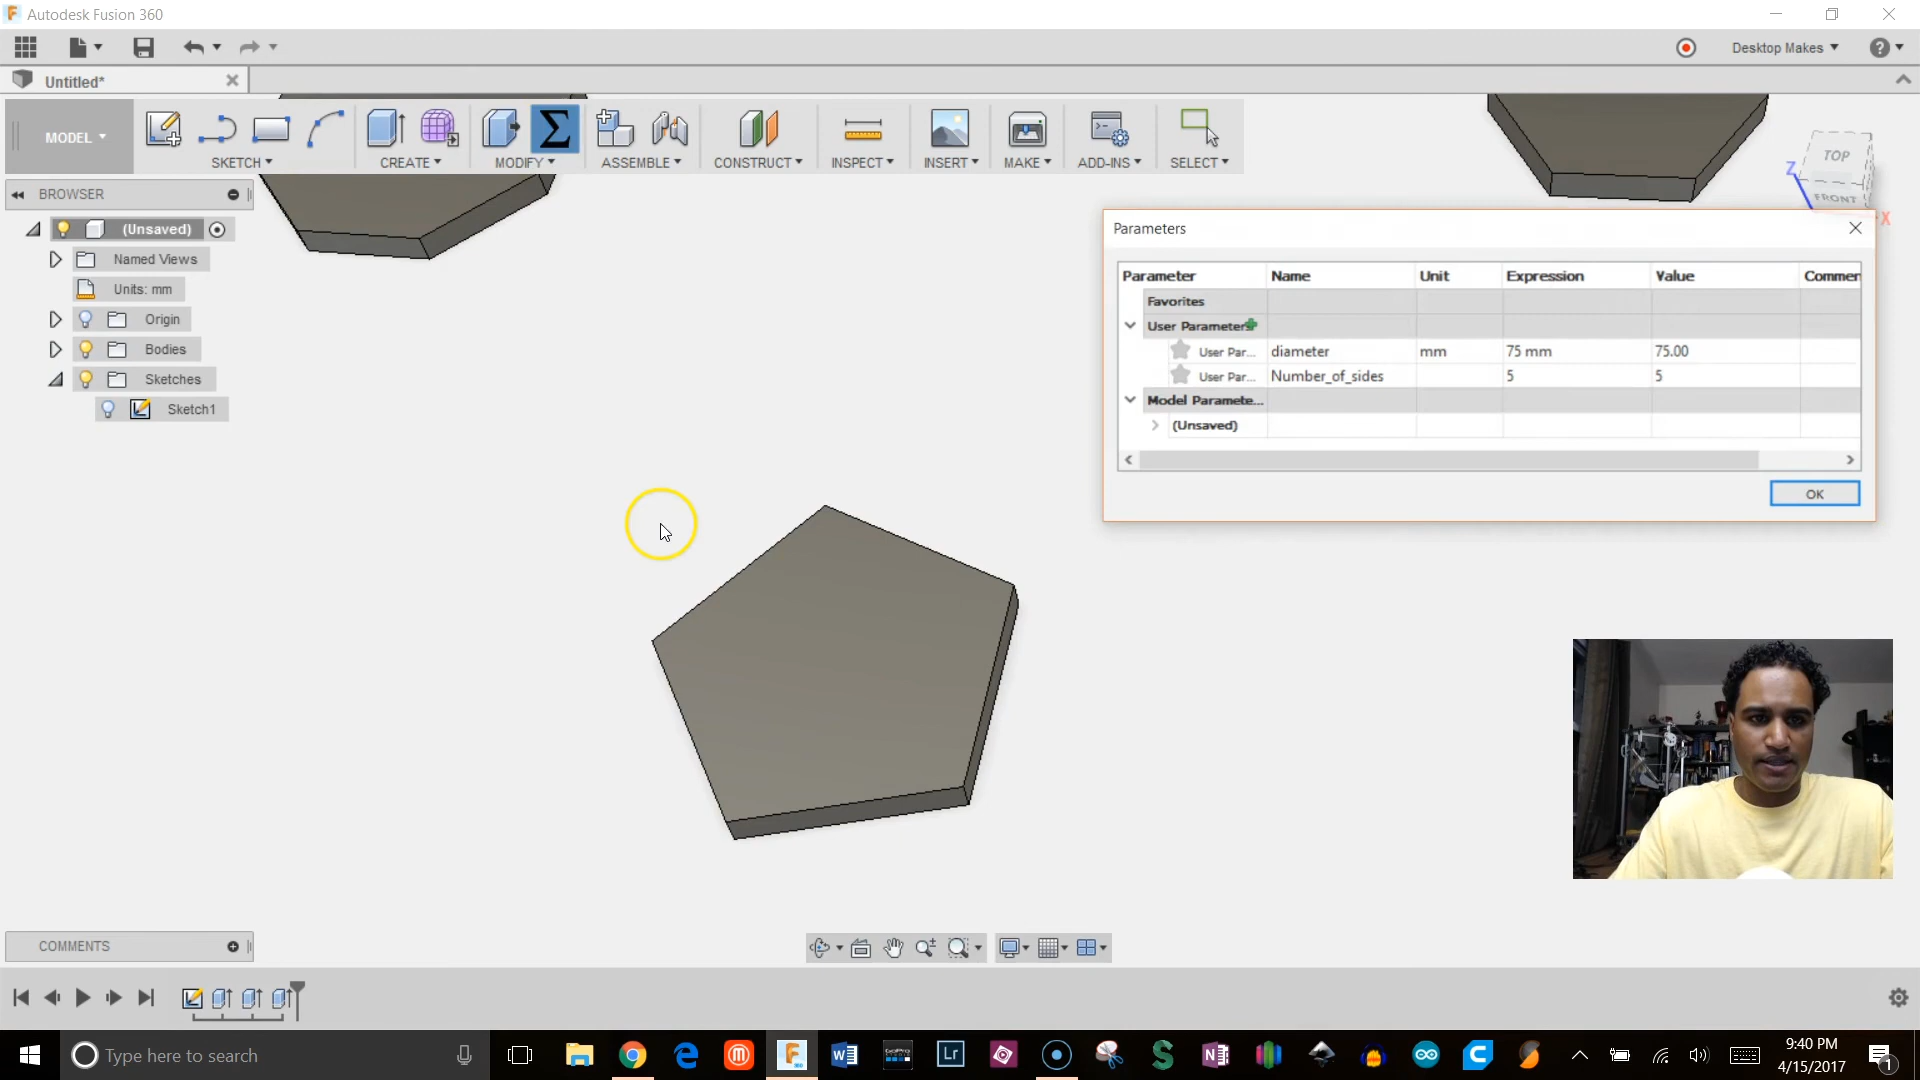 Autodesk Fusion 360
Desktop Makes
Untitled*
MODEL
SKETCH
CREATE
MODIFY
ASSEMBLE
CONSTRUCT
INSPECT
INSERT
MAKE
ADD-INS
SELECT
TOP
FRONT
Z
X
BROWSER
(Unsaved)
Named Views
Units: mm
Origin
Bodies
Sketches
Sketch1
Parameters
Parameter Name Unit Expression Value Commen
Favorites
User Parameters
User Par... diameter mm 75 mm 75.00
User Par... Number_of_sides 5 5
Model Paramete...
(Unsaved)
OK
COMMENTS
Type here to search
Lr
9:40 PM
4/15/2017
1